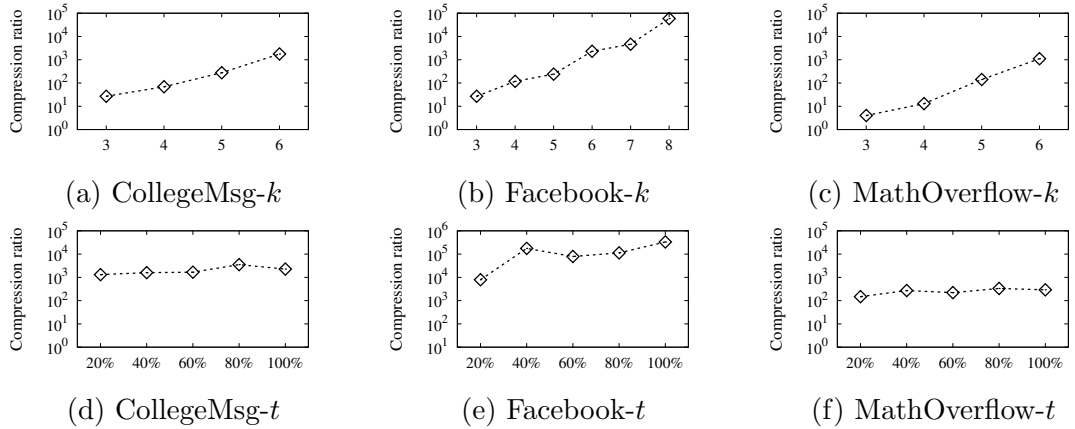 Compression ratio
10^5
10^4
10^3
10^2
10^1
10^0
3 4 5 6
(a) CollegeMsg-k
Compression ratio
10^5
10^4
10^3
10^2
10^1
10^0
3 4 5 6 7 8
(b) Facebook-k
Compression ratio
10^5
10^4
10^3
10^2
10^1
10^0
3 4 5 6
(c) MathOverflow-k
Compression ratio
10^5
10^4
10^3
10^2
10^1
10^0
20% 40% 60% 80% 100%
(d) CollegeMsg-t
Compression ratio
10^6
10^5
10^4
10^3
10^2
10^1
20% 40% 60% 80% 100%
(e) Facebook-t
Compression ratio
10^5
10^4
10^3
10^2
10^1
10^0
20% 40% 60% 80% 100%
(f) MathOverflow-t